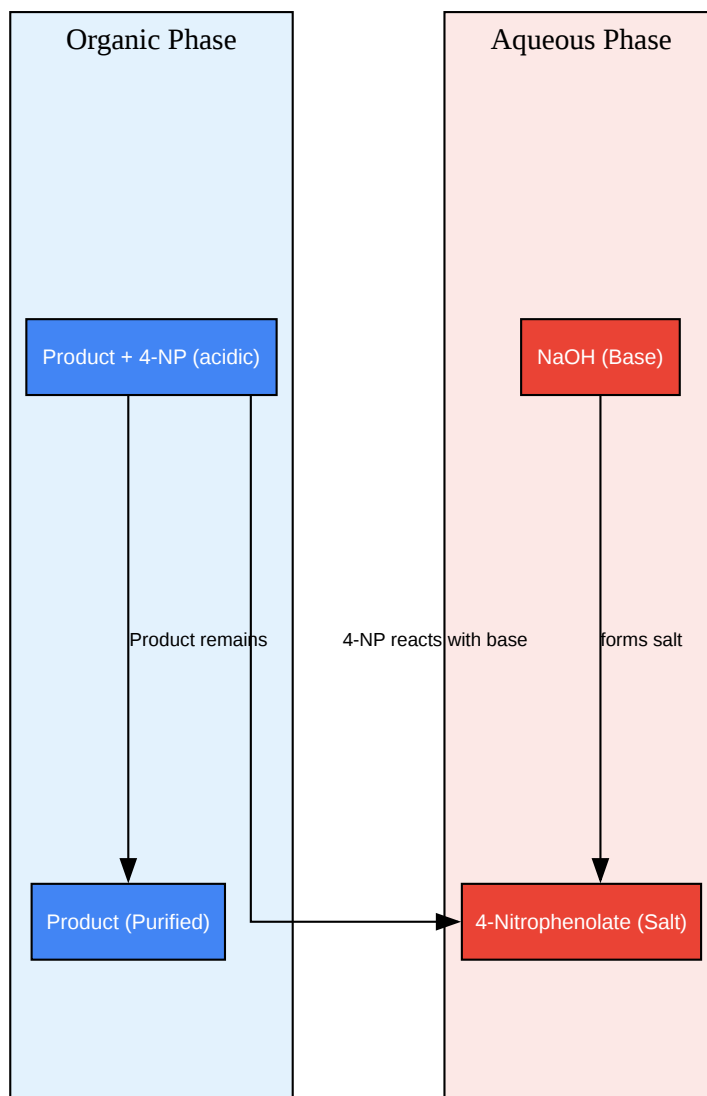 Organic Phase
Aqueous Phase
Product + 4-NP (acidic)
NaOH (Base)
Product remains
4-NP reacts with base
forms salt
Product (Purified)
4-Nitrophenolate (Salt)